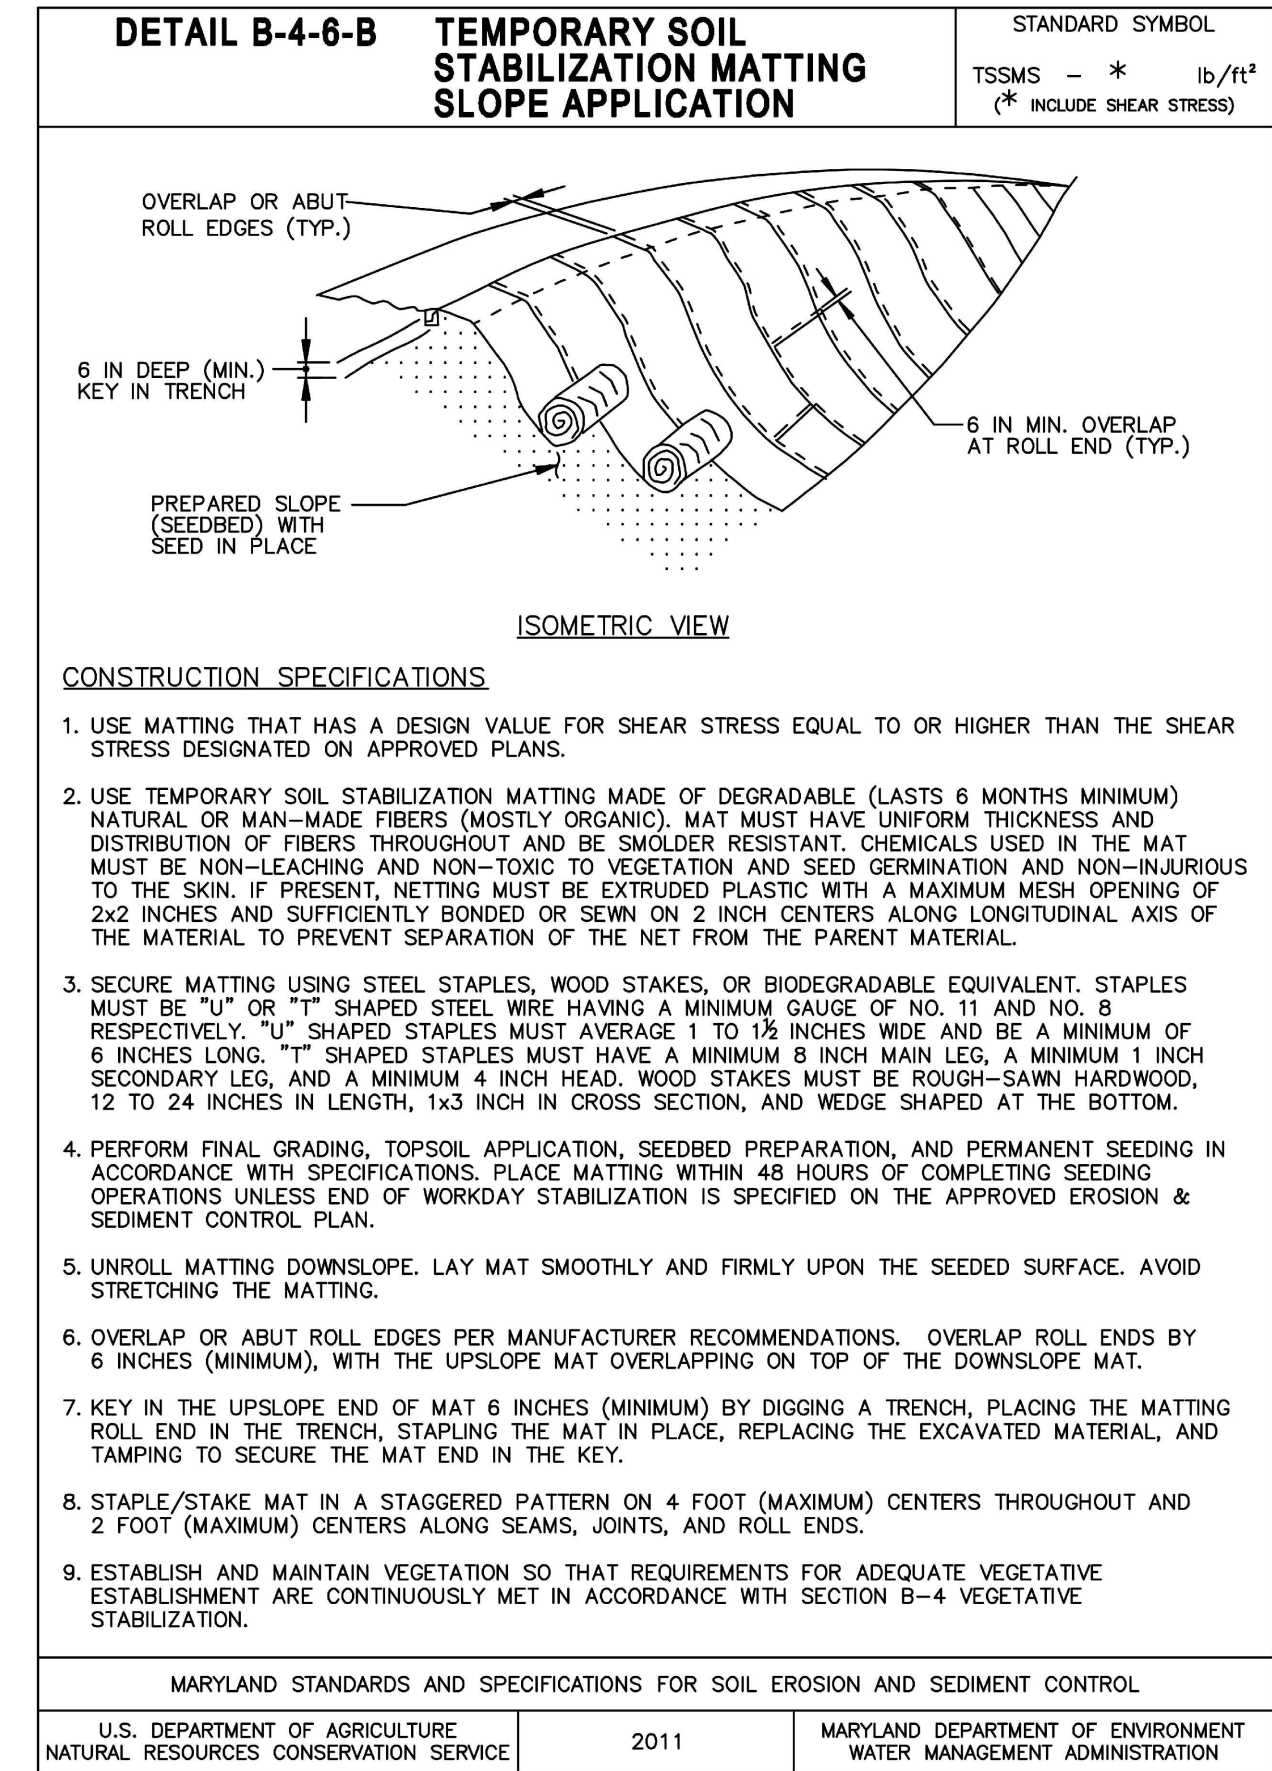 DETAIL B-4-6-B
TEMPORARY SOIL
STABILIZATION MATTING
SLOPE APPLICATION
STANDARD SYMBOL
TSSMS - * lb/ft²
(* INCLUDE SHEAR STRESS)
OVERLAP OR ABUT
ROLL EDGES (TYP.)
6 IN DEEP (MIN.)
KEY IN TRENCH
6 IN MIN. OVERLAP
AT ROLL END (TYP.)
PREPARED SLOPE
(SEEDBED) WITH
SEED IN PLACE
ISOMETRIC VIEW
CONSTRUCTION SPECIFICATIONS
1. USE MATTING THAT HAS A DESIGN VALUE FOR SHEAR STRESS EQUAL TO OR HIGHER THAN THE SHEAR
STRESS DESIGNATED ON APPROVED PLANS.
2. USE TEMPORARY SOIL STABILIZATION MATTING MADE OF DEGRADABLE (LASTS 6 MONTHS MINIMUM)
NATURAL OR MAN-MADE FIBERS (MOSTLY ORGANIC). MAT MUST HAVE UNIFORM THICKNESS AND
DISTRIBUTION OF FIBERS THROUGHOUT AND BE SMOLDER RESISTANT. CHEMICALS USED IN THE MAT
MUST BE NON-LEACHING AND NON-TOXIC TO VEGETATION AND SEED GERMINATION AND NON-INJURIOUS
TO THE SKIN. IF PRESENT, NETTING MUST BE EXTRUDED PLASTIC WITH A MAXIMUM MESH OPENING OF
2x2 INCHES AND SUFFICIENTLY BONDED OR SEWN ON 2 INCH CENTERS ALONG LONGITUDINAL AXIS OF
THE MATERIAL TO PREVENT SEPARATION OF THE NET FROM THE PARENT MATERIAL.
3. SECURE MATTING USING STEEL STAPLES, WOOD STAKES, OR BIODEGRADABLE EQUIVALENT. STAPLES
MUST BE "U" OR "T" SHAPED STEEL WIRE HAVING A MINIMUM GAUGE OF NO. 11 AND NO. 8
RESPECTIVELY. "U" SHAPED STAPLES MUST AVERAGE 1 TO 1½ INCHES WIDE AND BE A MINIMUM OF
6 INCHES LONG. "T" SHAPED STAPLES MUST HAVE A MINIMUM 8 INCH MAIN LEG, A MINIMUM 1 INCH
SECONDARY LEG, AND A MINIMUM 4 INCH HEAD. WOOD STAKES MUST BE ROUGH-SAWN HARDWOOD,
12 TO 24 INCHES IN LENGTH, 1x3 INCH IN CROSS SECTION, AND WEDGE SHAPED AT THE BOTTOM.
4. PERFORM FINAL GRADING, TOPSOIL APPLICATION, SEEDBED PREPARATION, AND PERMANENT SEEDING IN
ACCORDANCE WITH SPECIFICATIONS. PLACE MATTING WITHIN 48 HOURS OF COMPLETING SEEDING
OPERATIONS UNLESS END OF WORKDAY STABILIZATION IS SPECIFIED ON THE APPROVED EROSION &
SEDIMENT CONTROL PLAN.
5. UNROLL MATTING DOWNSLOPE. LAY MAT SMOOTHLY AND FIRMLY UPON THE SEEDED SURFACE. AVOID
STRETCHING THE MATTING.
6. OVERLAP OR ABUT ROLL EDGES PER MANUFACTURER RECOMMENDATIONS. OVERLAP ROLL ENDS BY
6 INCHES (MINIMUM), WITH THE UPSLOPE MAT OVERLAPPING ON TOP OF THE DOWNSLOPE MAT.
7. KEY IN THE UPSLOPE END OF MAT 6 INCHES (MINIMUM) BY DIGGING A TRENCH, PLACING THE MATTING
ROLL END IN THE TRENCH, STAPLING THE MAT IN PLACE, REPLACING THE EXCAVATED MATERIAL, AND
TAMPING TO SECURE THE MAT END IN THE KEY.
8. STAPLE/STAKE MAT IN A STAGGERED PATTERN ON 4 FOOT (MAXIMUM) CENTERS THROUGHOUT AND
2 FOOT (MAXIMUM) CENTERS ALONG SEAMS, JOINTS, AND ROLL ENDS.
9. ESTABLISH AND MAINTAIN VEGETATION SO THAT REQUIREMENTS FOR ADEQUATE VEGETATIVE
ESTABLISHMENT ARE CONTINUOUSLY MET IN ACCORDANCE WITH SECTION B-4 VEGETATIVE
STABILIZATION.
MARYLAND STANDARDS AND SPECIFICATIONS FOR SOIL EROSION AND SEDIMENT CONTROL
U.S. DEPARTMENT OF AGRICULTURE
NATURAL RESOURCES CONSERVATION SERVICE
2011
MARYLAND DEPARTMENT OF ENVIRONMENT
WATER MANAGEMENT ADMINISTRATION